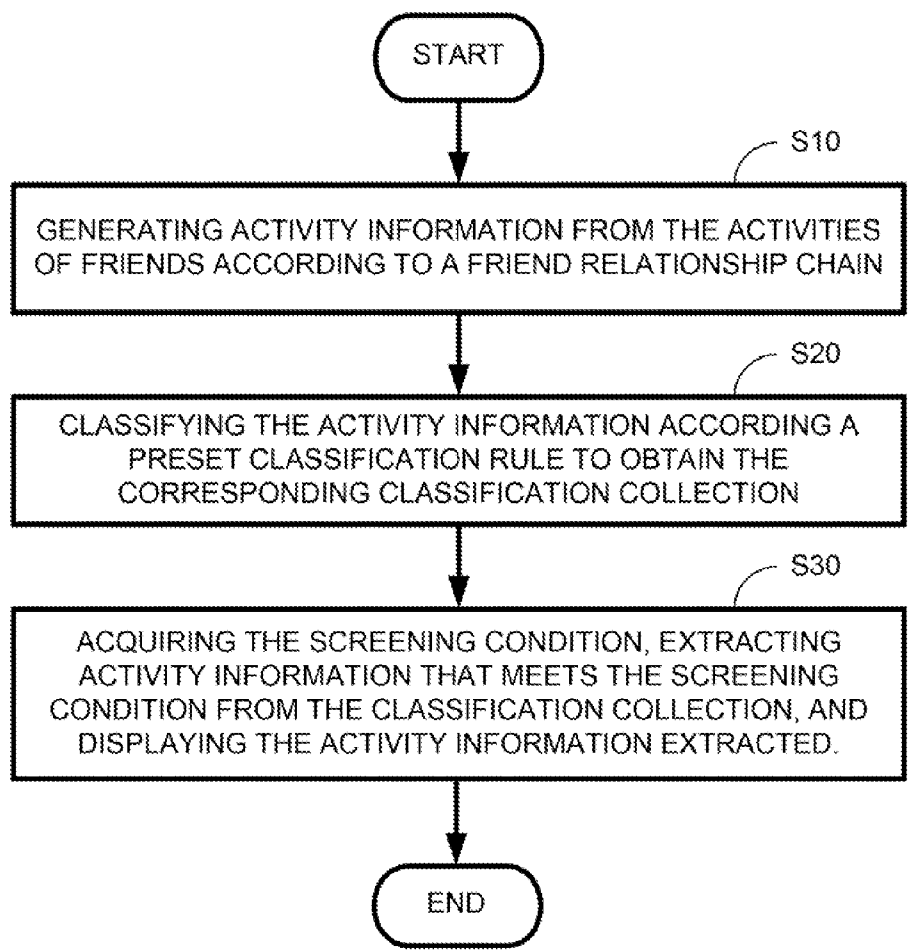 START
S10
GENERATING ACTIVITY INFORMATION FROM THE ACTIVITIES
OF FRIENDS ACCORDING TO A FRIEND RELATIONSHIP CHAIN
S20
CLASSIFYING THE ACTIVITY INFORMATION ACCORDING A
PRESET CLASSIFICATION RULE TO OBTAIN THE
CORRESPONDING CLASSIFICATION COLLECTION
S30
ACQUIRING THE SCREENING CONDITION, EXTRACTING
ACTIVITY INFORMATION THAT MEETS THE SCREENING
CONDITION FROM THE CLASSIFICATION COLLECTION, AND
DISPLAYING THE ACTIVITY INFORMATION EXTRACTED.
END